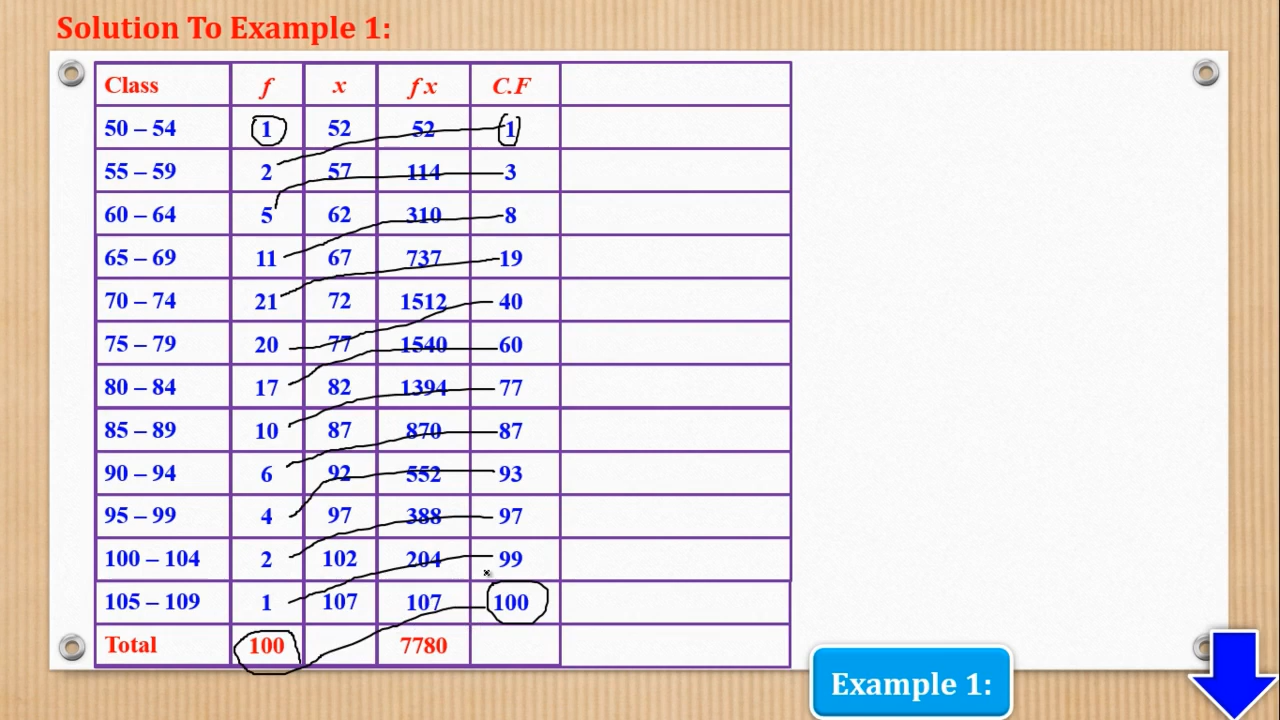 Solution To Example 1:
Class f x fx C.F
50 – 54 1 52 52 1
55 – 59 2 57 114 3
60 – 64 5 62 310 8
65 – 69 11 67 737 19
70 – 74 21 72 1512 40
75 – 79 20 77 1540 60
80 – 84 17 82 1394 77
85 – 89 10 87 870 87
90 – 94 6 92 552 93
95 – 99 4 97 388 97
100 – 104 2 102 204 99
105 – 109 1 107 107 100
Total 100 7780
Example 1: